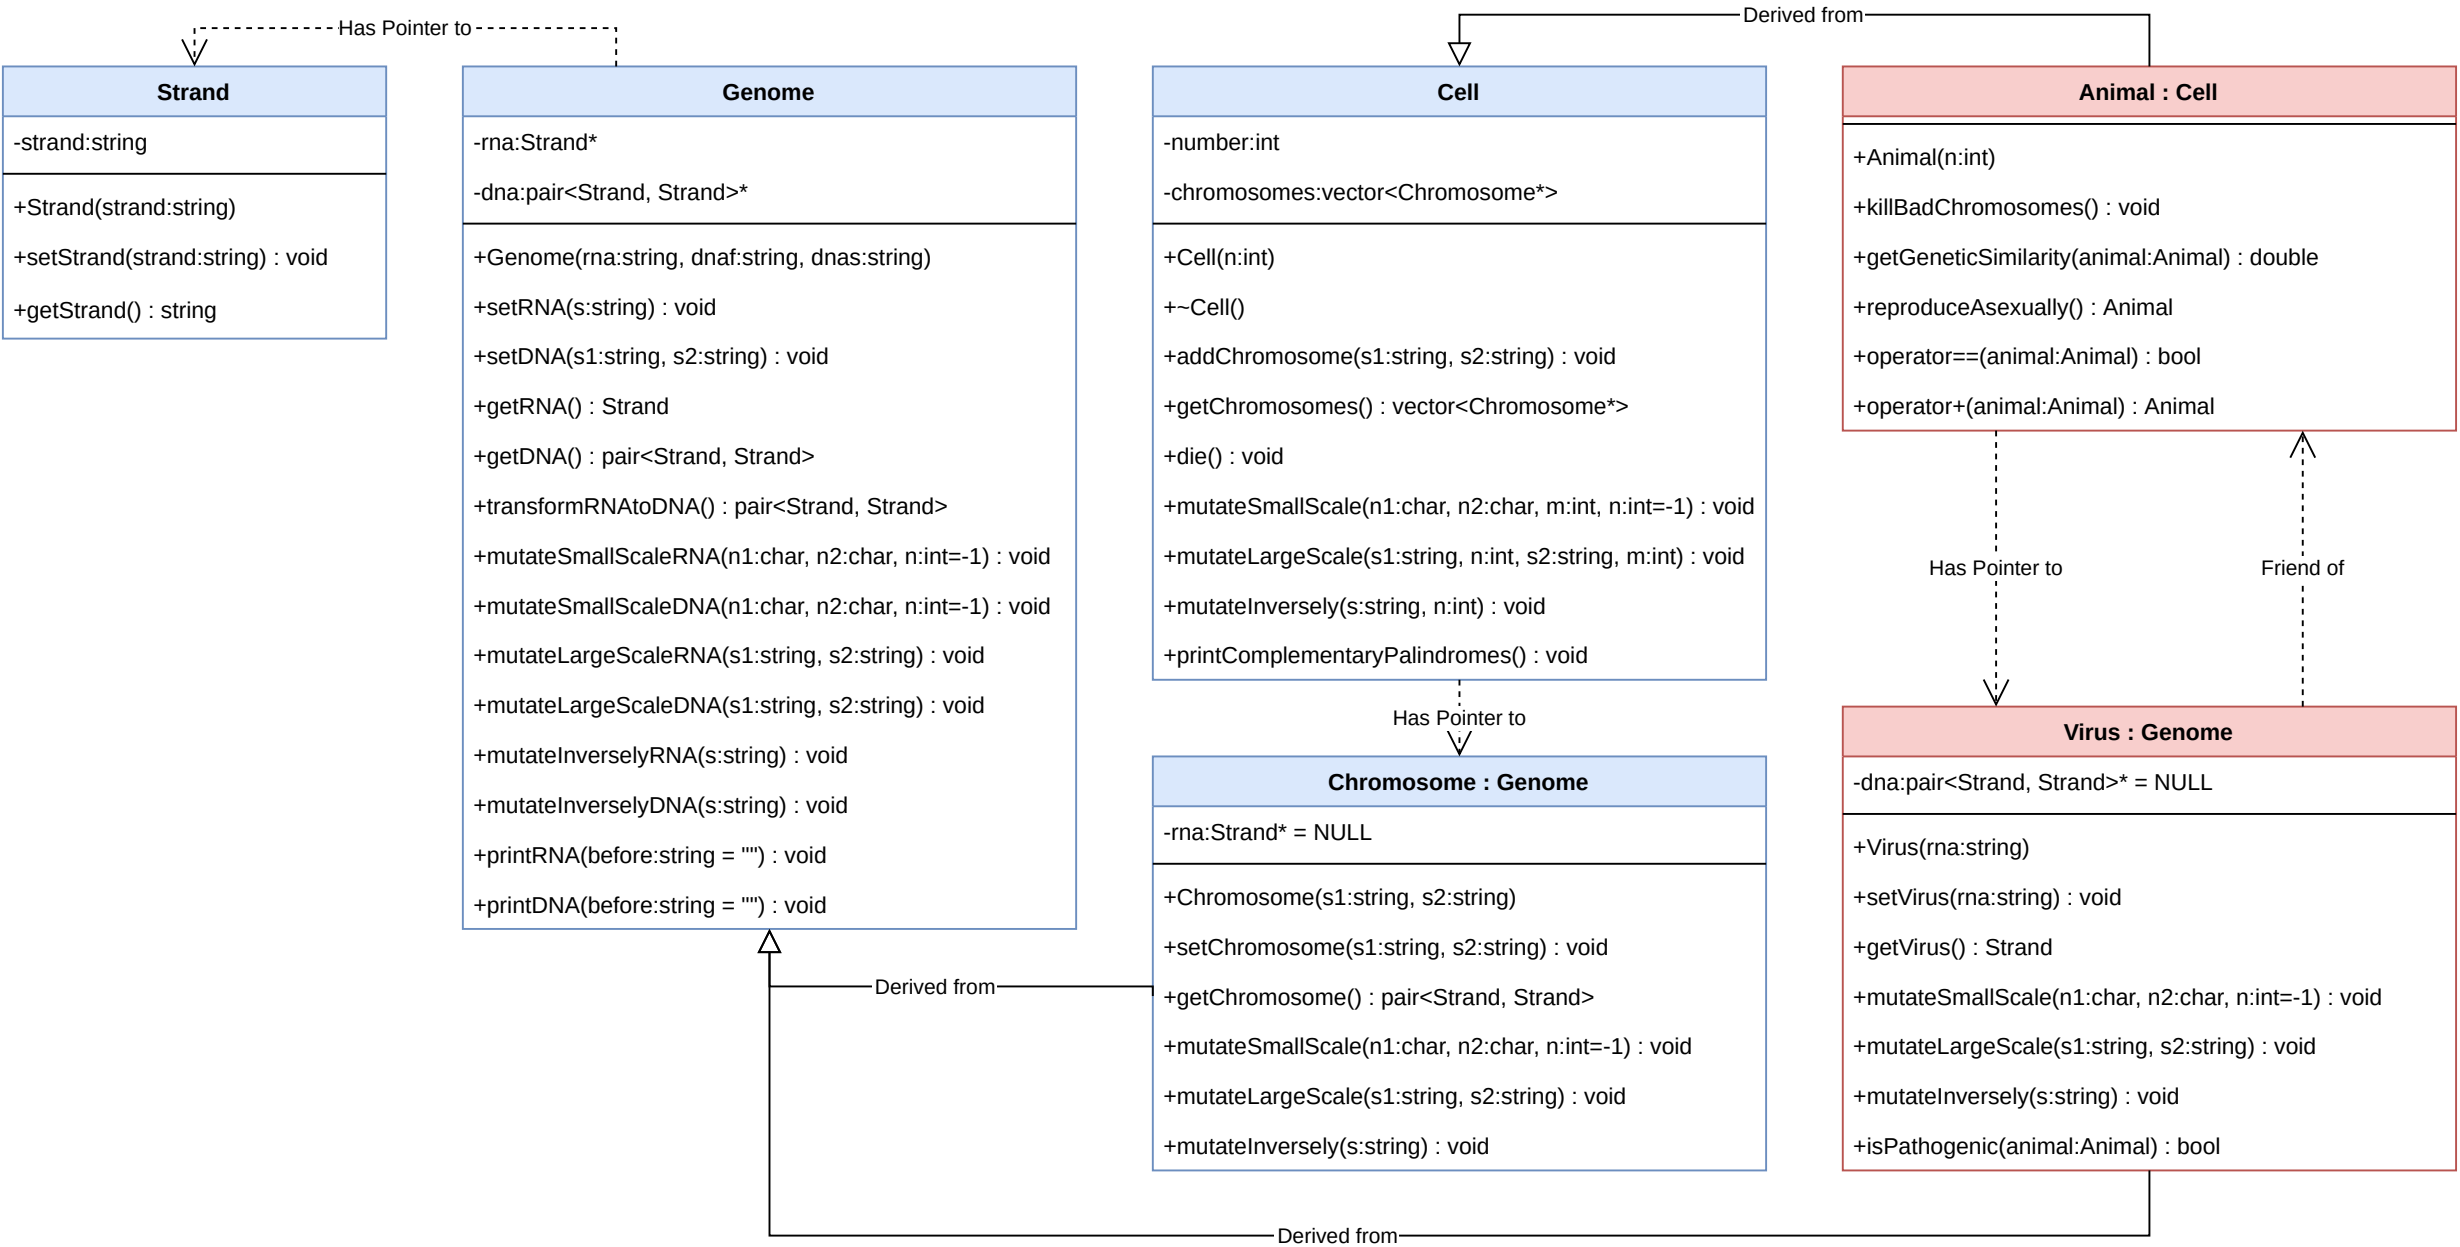 Has Pointer to
Strand
-strand:string
+Strand(strand:string)
+setStrand(strand:string) : void
+getStrand() : string
Genome
-rna:Strand*
-dna:pair<Strand, Strand>*
+Genome(rna:string, dnaf:string, dnas:string)
+setRNA(s:string) : void
+setDNA(s1:string, s2:string) : void
+getRNA() : Strand
+getDNA() : pair<Strand, Strand>
+transformRNAtoDNA() : pair<Strand, Strand>
+mutateSmallScaleRNA(n1:char, n2:char, n:int=-1) : void
+mutateSmallScaleDNA(n1:char, n2:char, n:int=-1) : void
+mutateLargeScaleRNA(s1:string, s2:string) : void
+mutateLargeScaleDNA(s1:string, s2:string) : void
+mutateInverselyRNA(s:string) : void
+mutateInverselyDNA(s:string) : void
+printRNA(before:string = "") : void
+printDNA(before:string = "") : void
Derived from
Cell
-number:int
-chromosomes:vector<Chromosome*>
+Cell(n:int)
+~Cell()
+addChromosome(s1:string, s2:string) : void
+getChromosomes() : vector<Chromosome*>
+die() : void
+mutateSmallScale(n1:char, n2:char, m:int, n:int=-1) : void
+mutateLargeScale(s1:string, n:int, s2:string, m:int) : void
+mutateInversely(s:string, n:int) : void
+printComplementaryPalindromes() : void
Has Pointer to
Chromosome : Genome
-rna:Strand* = NULL
+Chromosome(s1:string, s2:string)
+setChromosome(s1:string, s2:string) : void
+getChromosome() : pair<Strand, Strand>
+mutateSmallScale(n1:char, n2:char, n:int=-1) : void
+mutateLargeScale(s1:string, s2:string) : void
+mutateInversely(s:string) : void
Derived from
Animal : Cell
+Animal(n:int)
+killBadChromosomes() : void
+getGeneticSimilarity(animal:Animal) : double
+reproduceAsexually() : Animal
+operator==(animal:Animal) : bool
+operator+(animal:Animal) : Animal
Has Pointer to
Friend of
Virus : Genome
-dna:pair<Strand, Strand>* = NULL
+Virus(rna:string)
+setVirus(rna:string) : void
+getVirus() : Strand
+mutateSmallScale(n1:char, n2:char, n:int=-1) : void
+mutateLargeScale(s1:string, s2:string) : void
+mutateInversely(s:string) : void
+isPathogenic(animal:Animal) : bool
Derived from